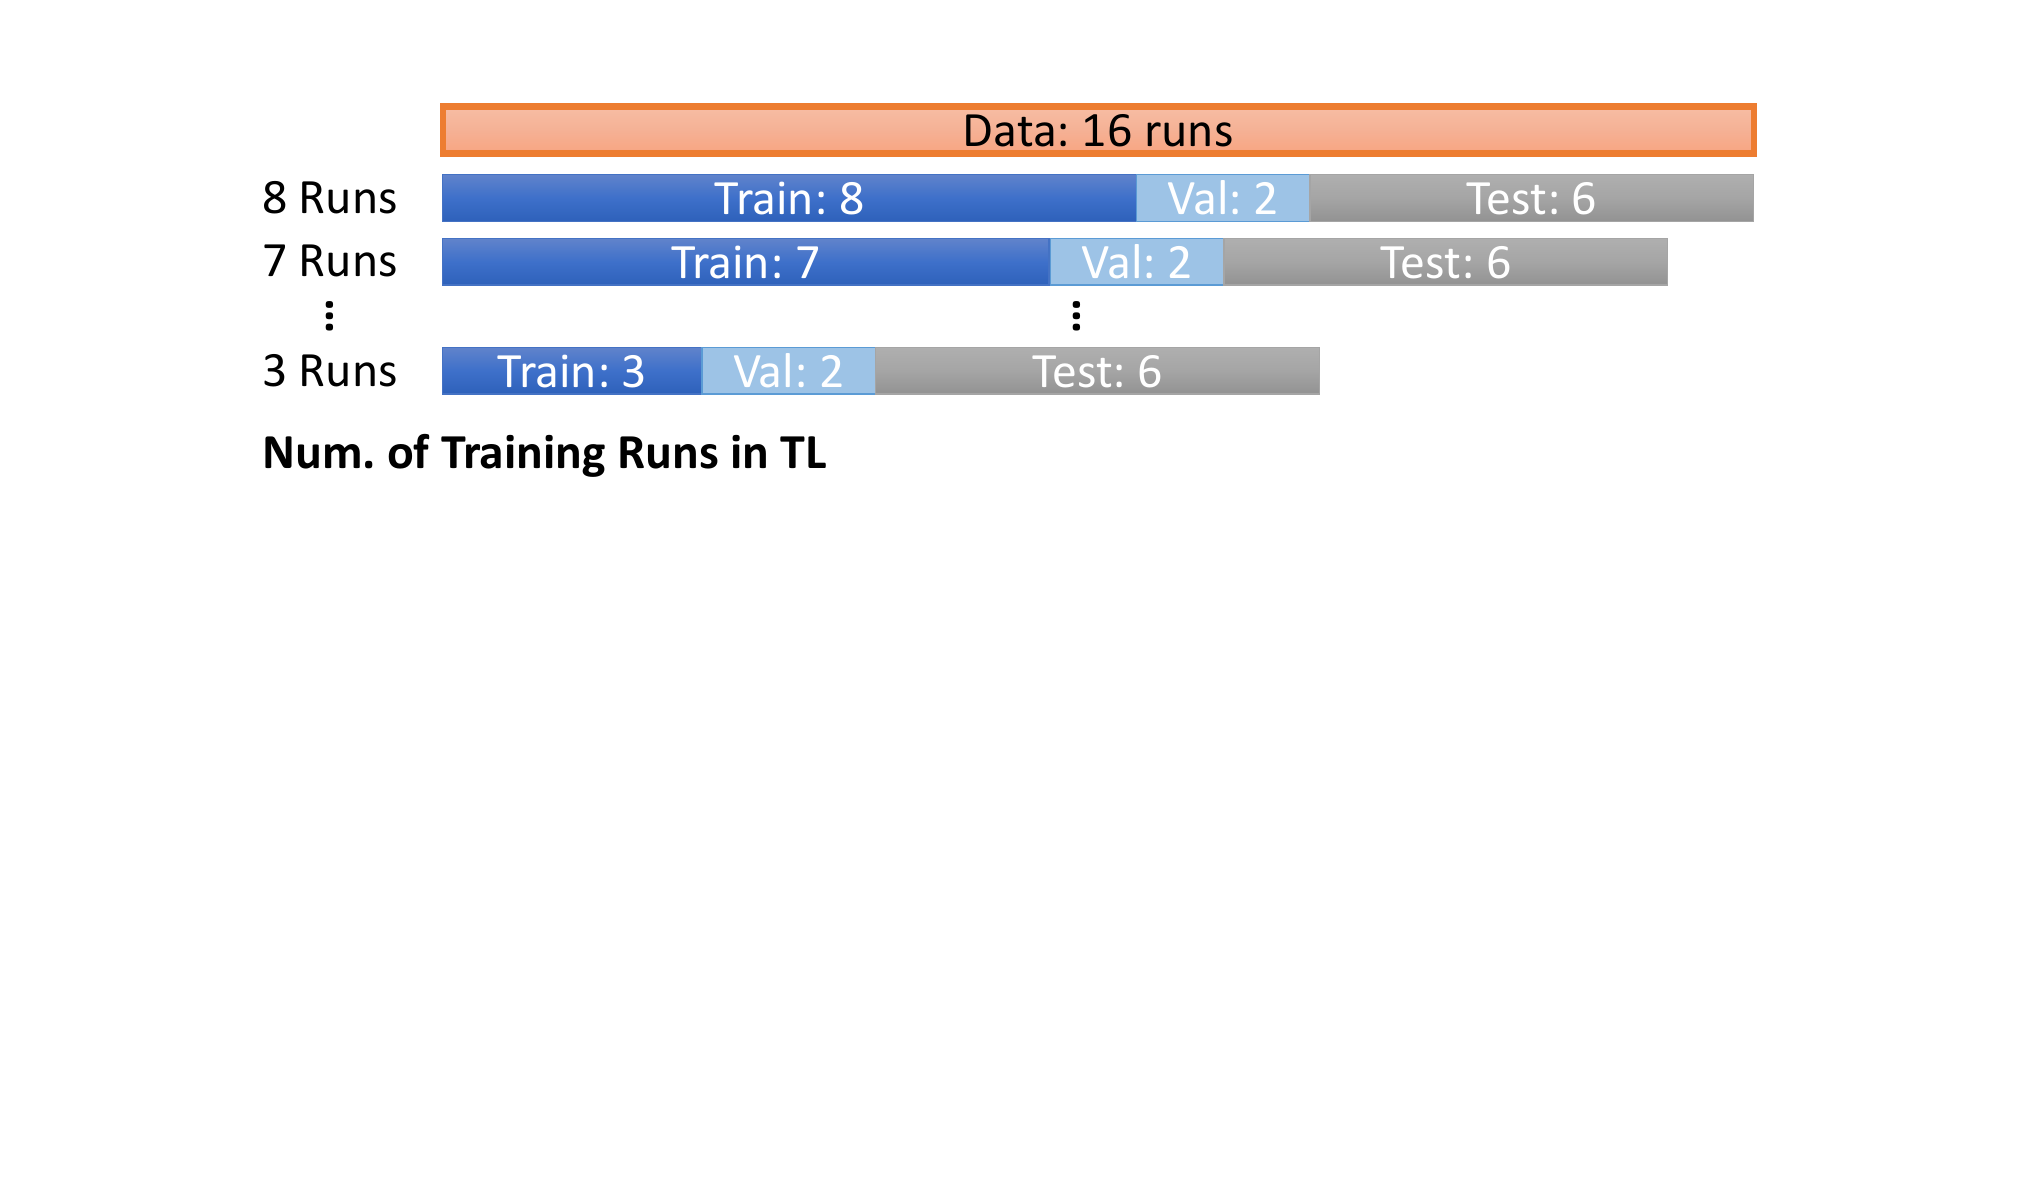 Data: 16 runs
8 Runs Train: 8 Val: 2 Test: 6
7 Runs Train: 7 Val: 2 Test: 6
⋮ ⋮
3 Runs Train: 3 Val: 2 Test: 6
Num. of Training Runs in TL